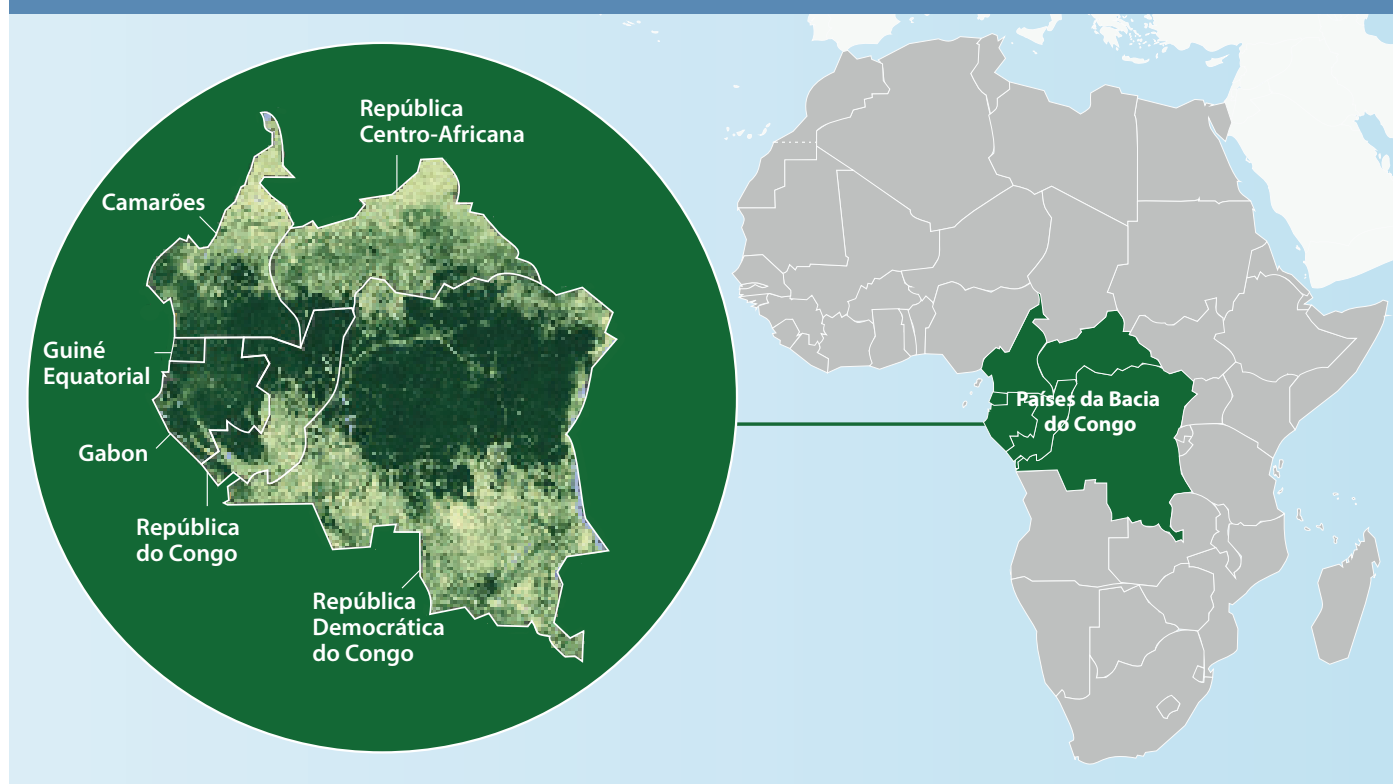 República
Centro-Africana
Camarões
Guiné
Equatorial
Gabon
República
do Congo
República
Democrática
do Congo
Países da Bacia
do Congo